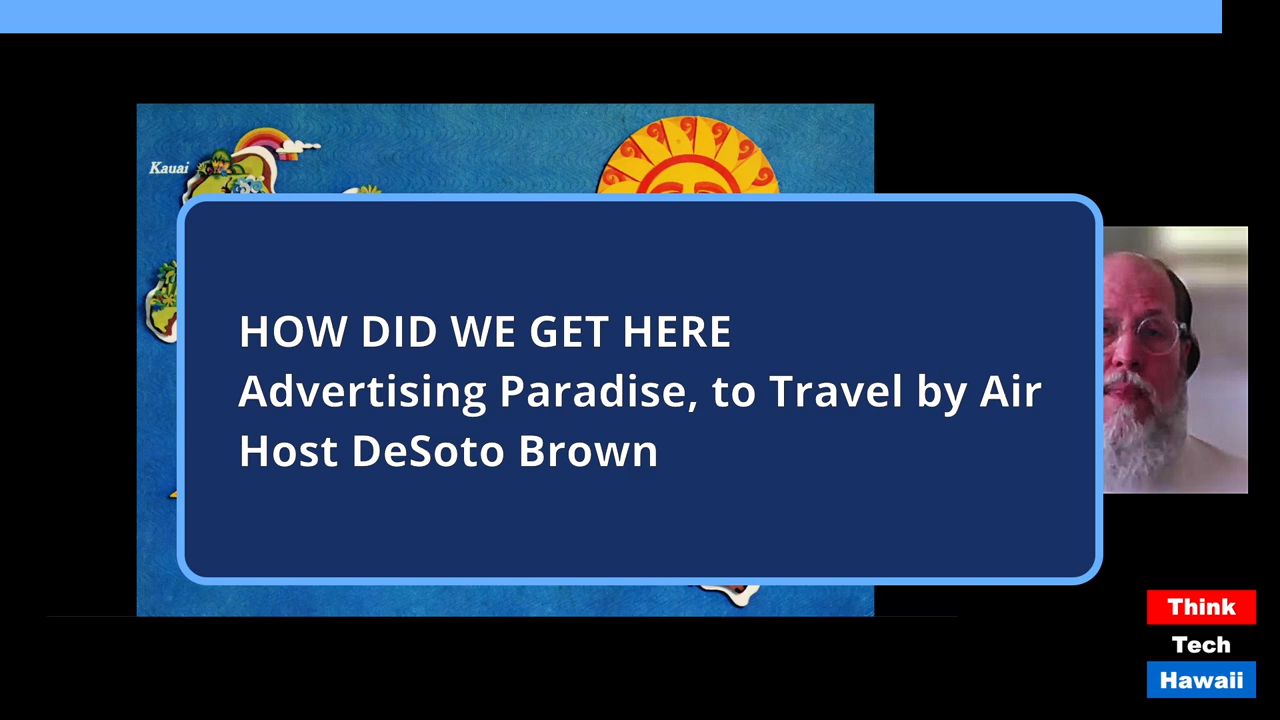 Kauai
HOW DID WE GET HERE
Advertising Paradise, to Travel by Air
Host DeSoto Brown
Think
Tech
Hawaii